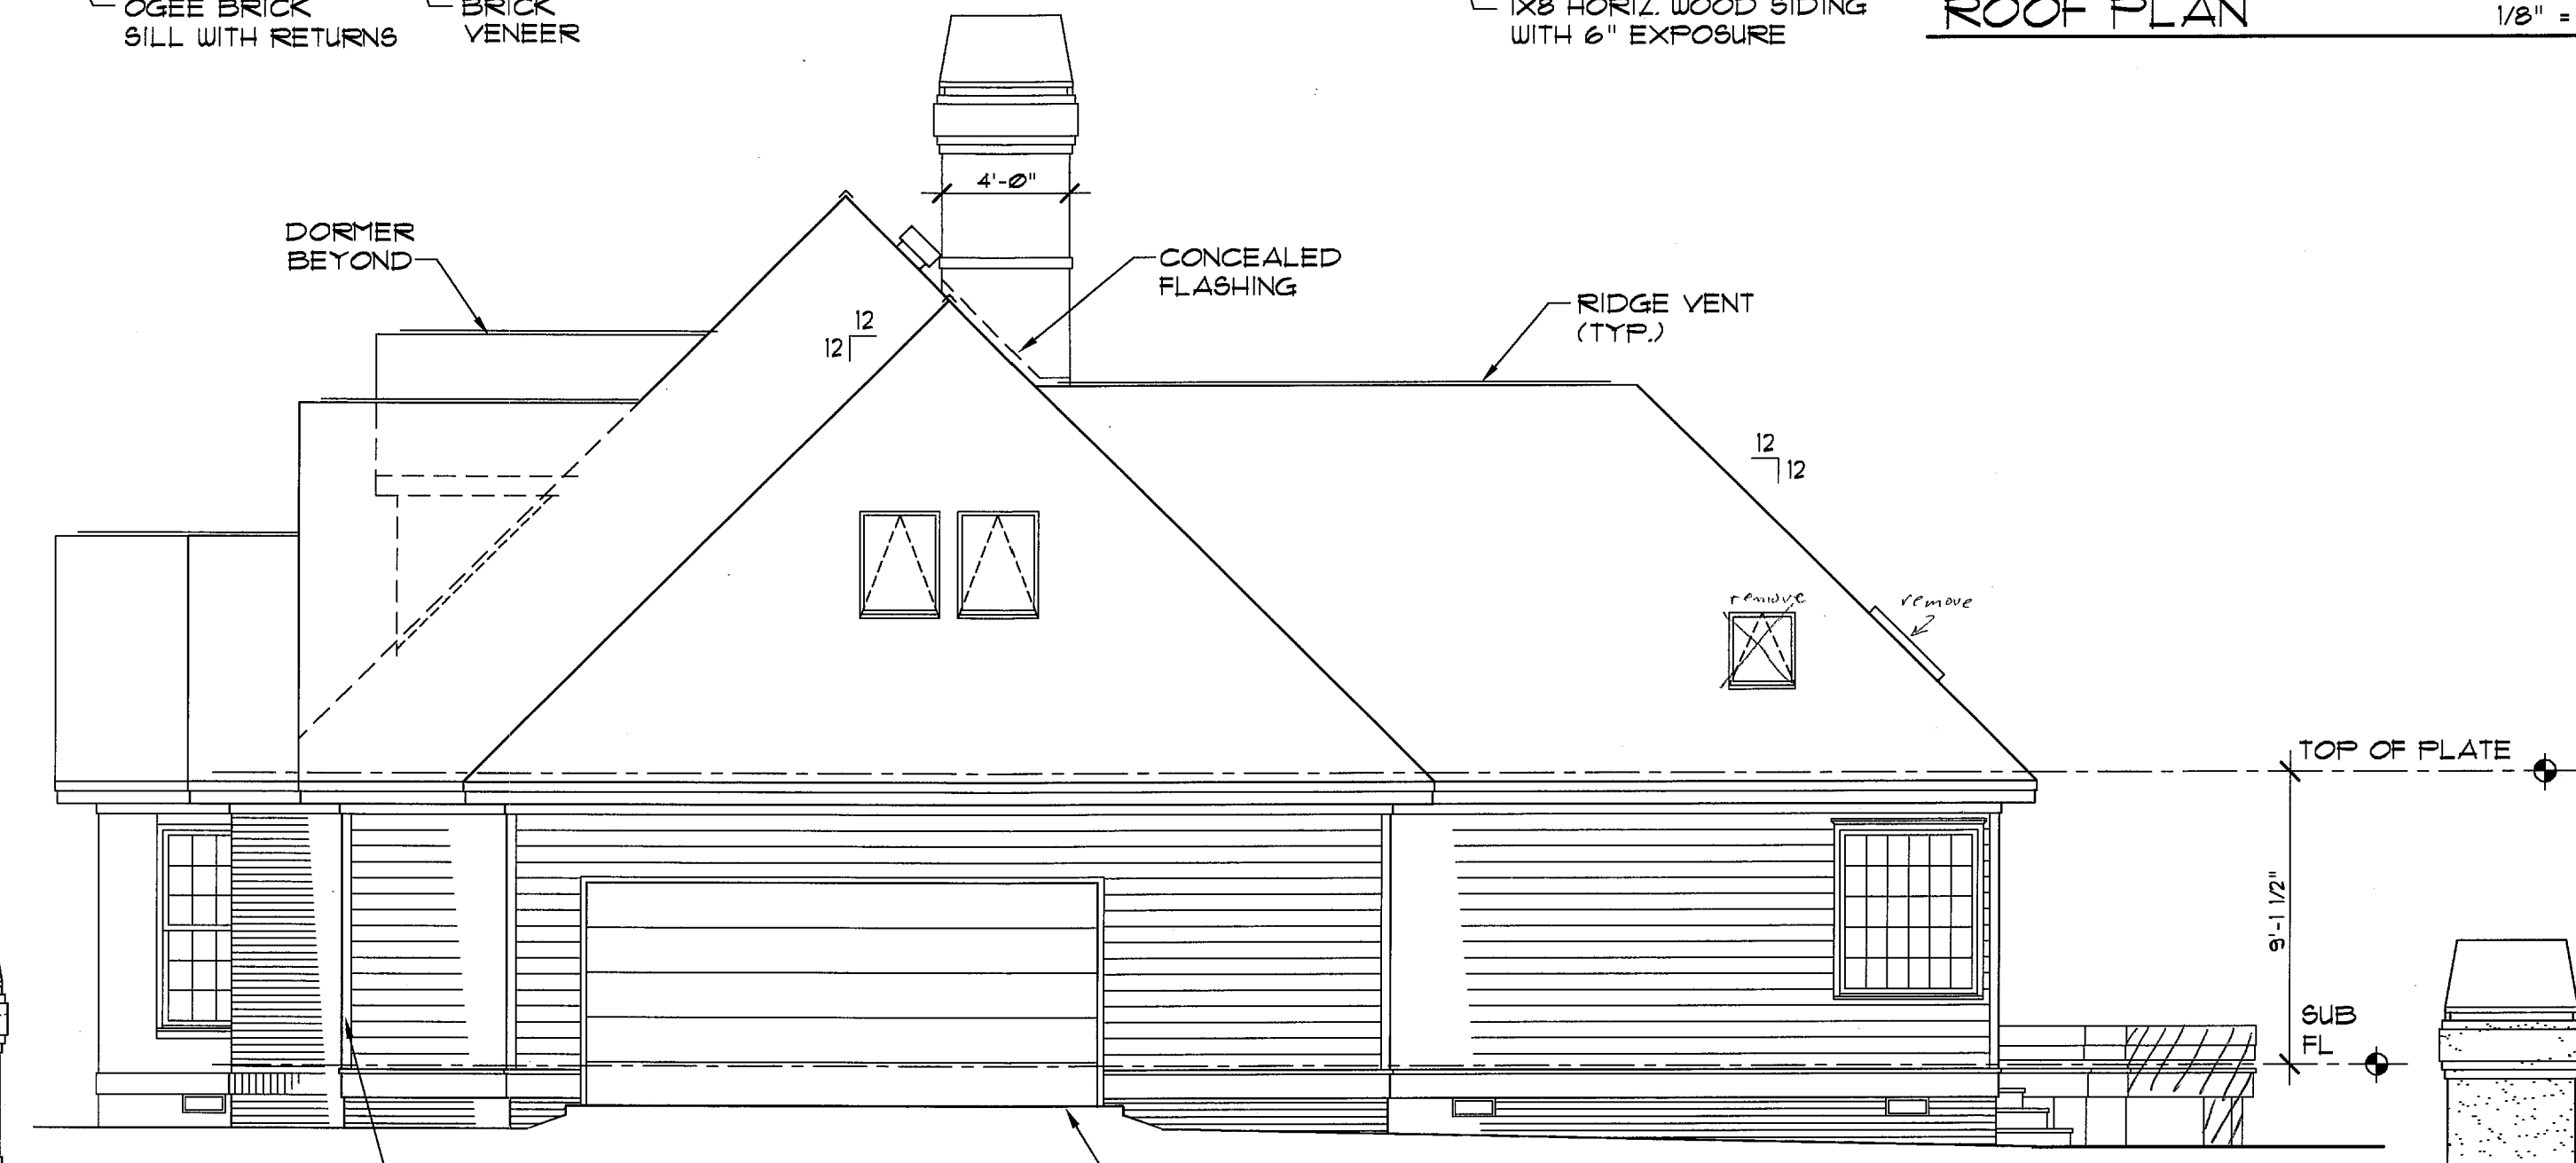 OGEE BRICK
SILL WITH RETURNS
BRICK
VENEER
1X8 HORIZ. WOOD SIDING
WITH 6" EXPOSURE
ROOF PLAN
1/8" =
4'-0"
DORMER
BEYOND
CONCEALED
FLASHING
RIDGE VENT
(TYP.)
12
12
12
12
remove
remove
TOP OF PLATE
9'-1 1/2"
SUB
FL